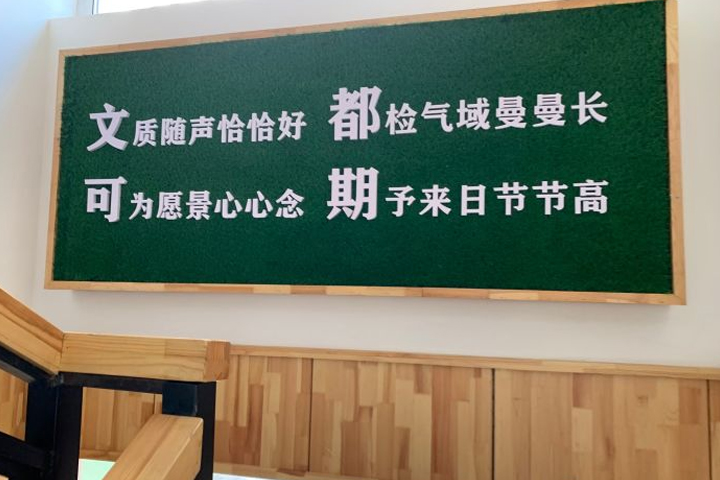 文质随声恰恰好 都检气域曼曼长
可为愿景心心念 期予来日节节高